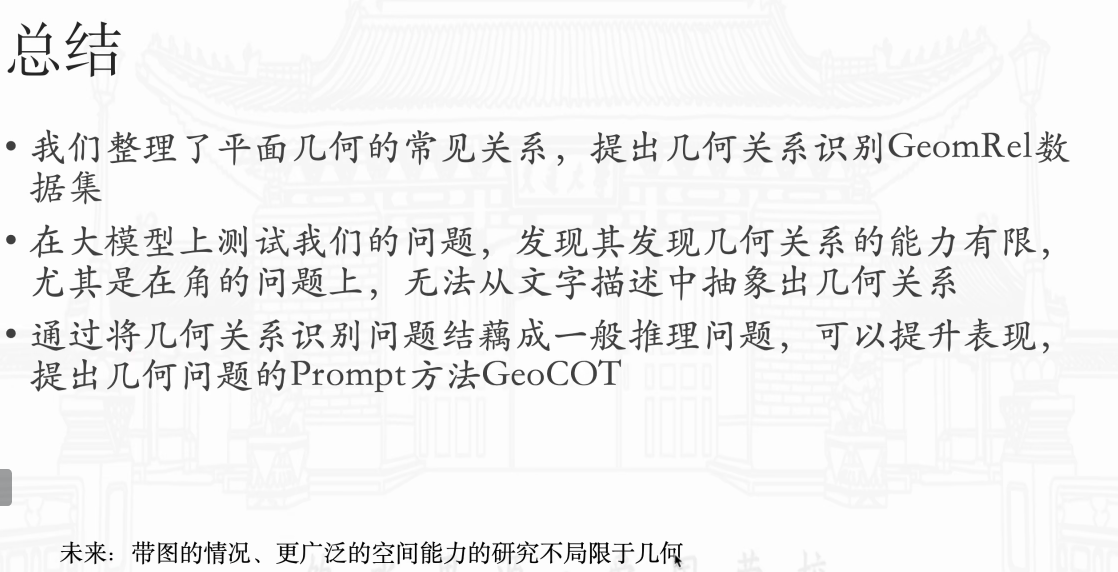 总结
• 我们整理了平面几何的常见关系，提出几何关系识别GeomRel数
据集
• 在大模型上测试我们的问题，发现其发现几何关系的能力有限，
尤其是在角的问题上，无法从文字描述中抽象出几何关系
• 通过将几何关系识别问题结藕成一般推理问题，可以提升表现，
提出几何问题的Prompt方法GeoCOT
未来：带图的情况、更广泛的空间能力的研究不局限于几何